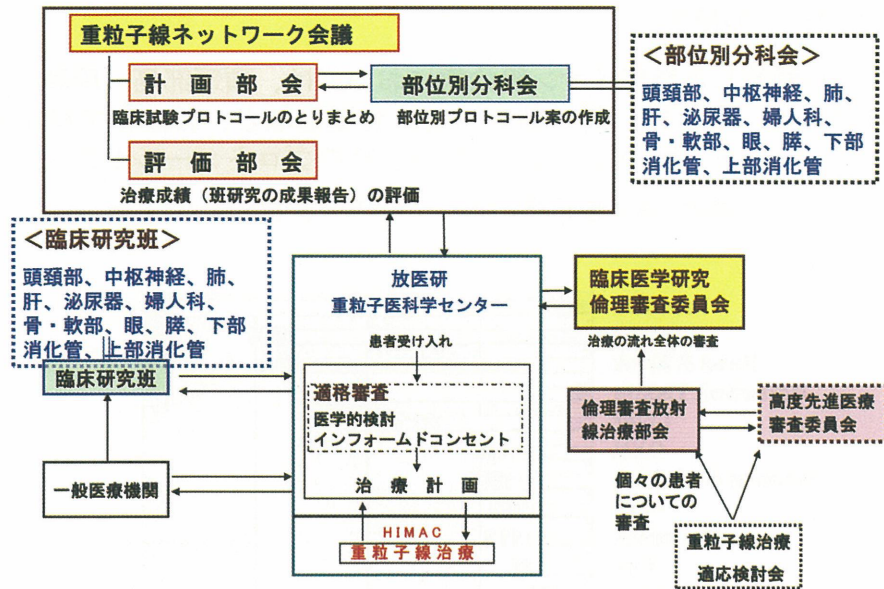 重粒子線ネットワーク会議
計画部会
部位別分科会
臨床試験プロトコールのとりまとめ
部位別プロトコール案の作成
評価部会
治療成績（班研究の成果報告）の評価
＜部位別分科会＞
頭頸部、中枢神経、肺、
肝、泌尿器、婦人科、
骨・軟部、眼、膵、下部
消化管、上部消化管
＜臨床研究班＞
頭頸部、中枢神経、肺、
肝、泌尿器、婦人科、
骨・軟部、眼、膵、下部
消化管、上部消化管
臨床研究班
一般医療機関
放医研
重粒子医科学センター
患者受け入れ
適格審査
医学的検討
インフォームドコンセント
治療計画
HIMAC
重粒子線治療
臨床医学研究
倫理審査委員会
治療の流れ全体の審査
倫理審査放射
線治療部会
高度先進医療
審査委員会
個々の患者
についての
審査
重粒子線治療
適応検討会